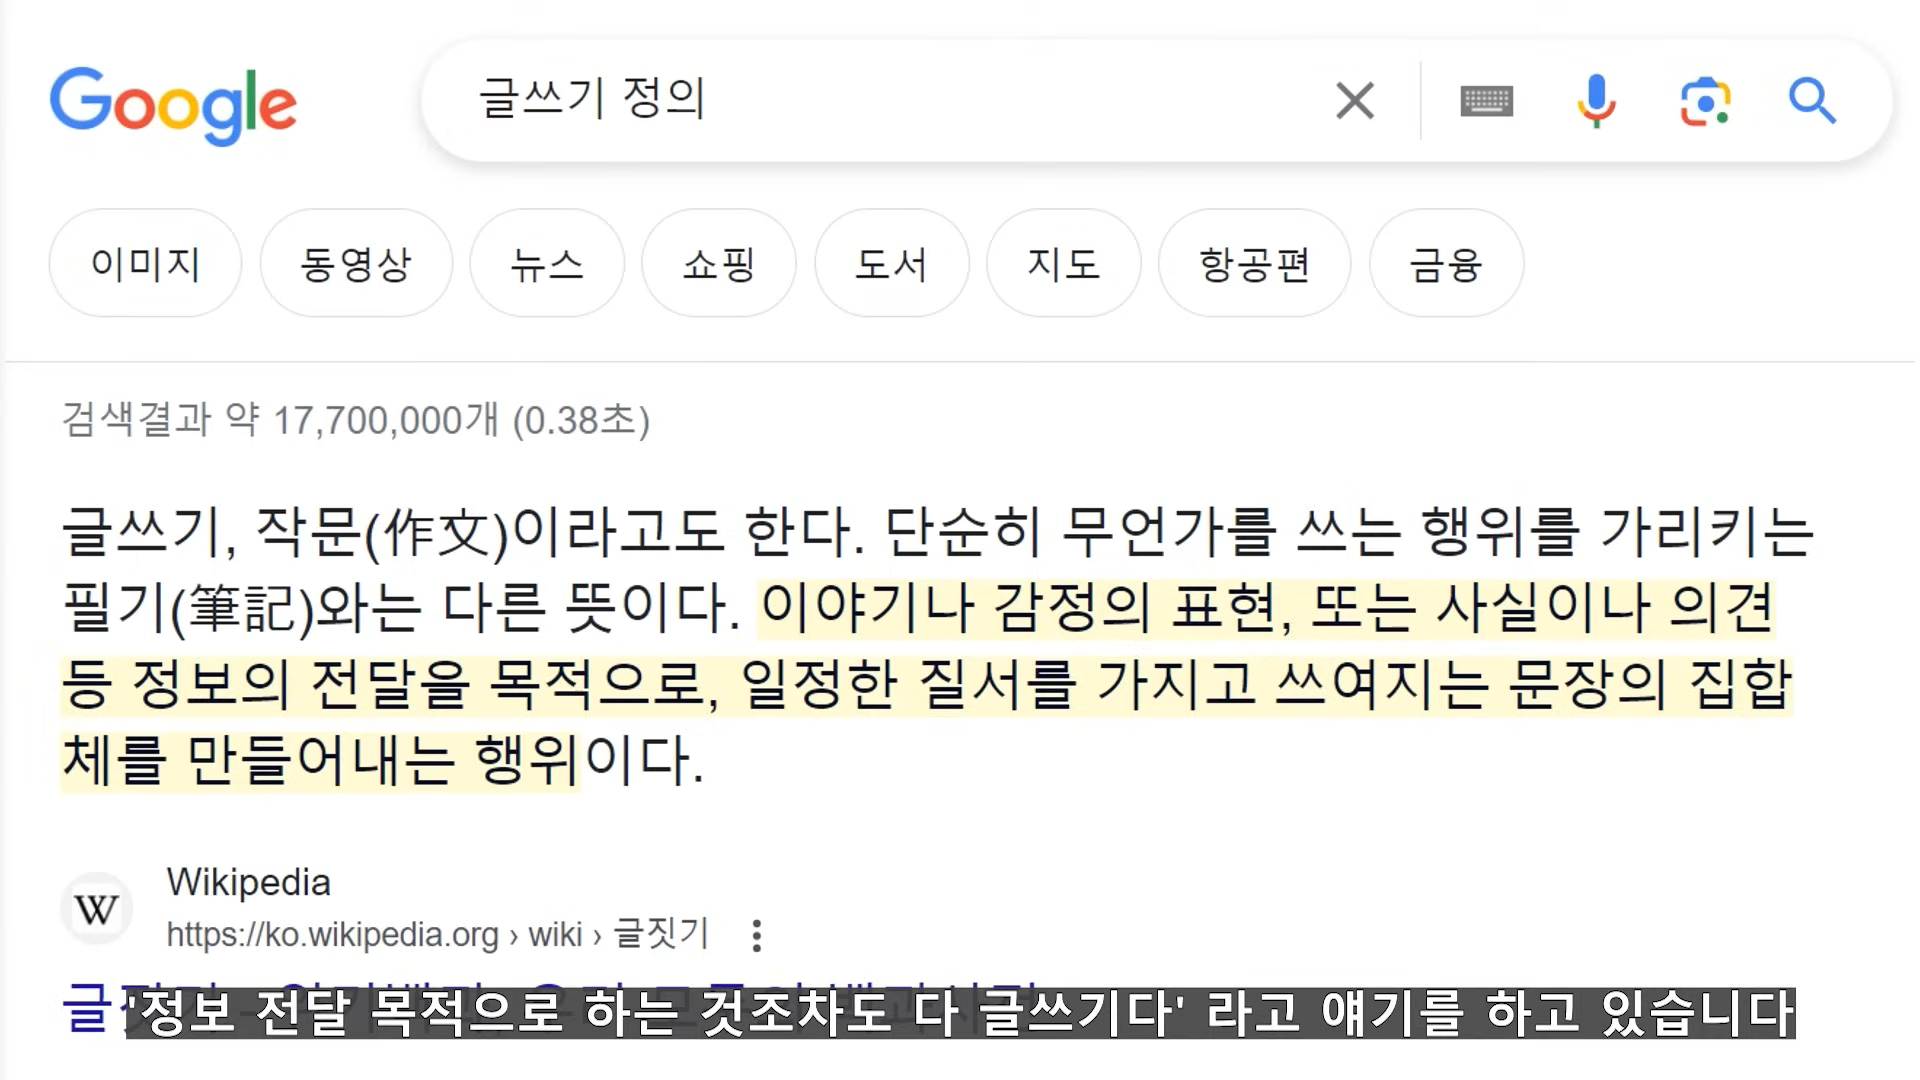 Google
글쓰기 정의
이미지
동영상
뉴스
쇼핑
도서
지도
항공편
금융
검색결과 약 17,700,000개 (0.38초)
글쓰기, 작문(作文)이라고도 한다. 단순히 무언가를 쓰는 행위를 가리키는
필기(筆記)와는 다른 뜻이다. 이야기나 감정의 표현, 또는 사실이나 의견
등 정보의 전달을 목적으로, 일정한 질서를 가지고 쓰여지는 문장의 집합
체를 만들어내는 행위이다.
W
Wikipedia
https://ko.wikipedia.org › wiki › 글짓기
'정보 전달 목적으로 하는 것조차도 다 글쓰기다' 라고 얘기를 하고 있습니다